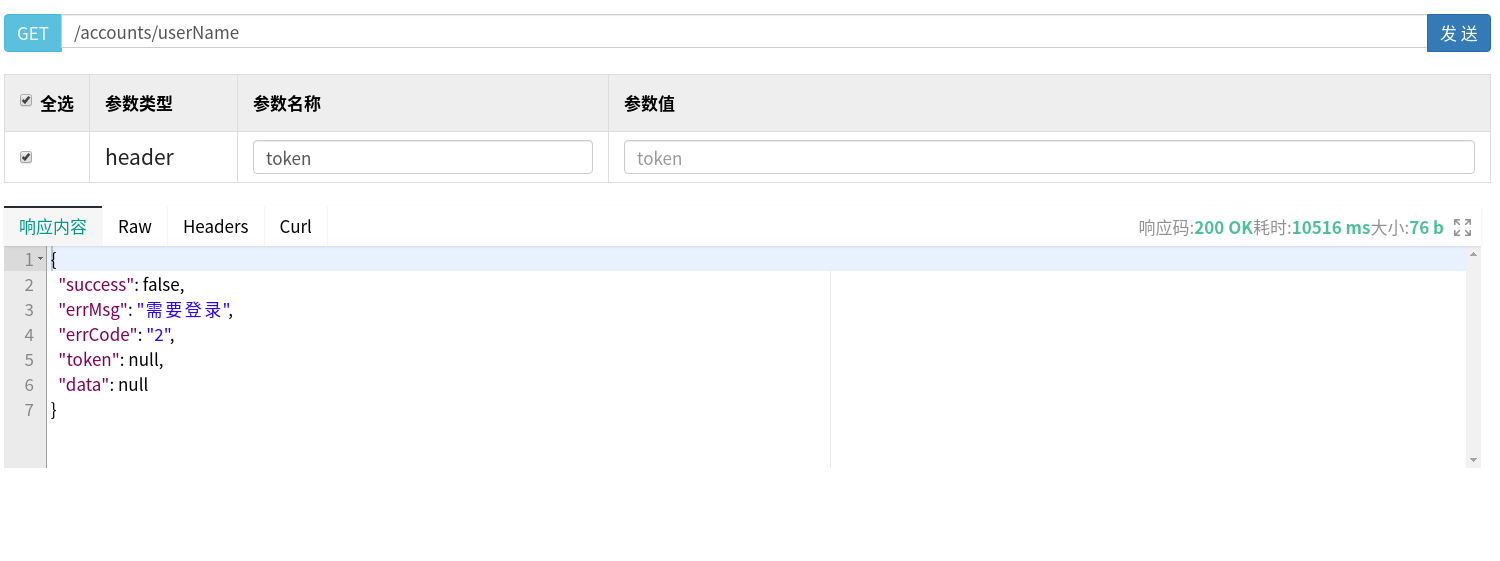 GET /accounts/userName 发 送
全选 参数类型 参数名称 参数值
header token token
响应内容 Raw Headers Curl 响应码:200 OK耗时:10516 ms大小:76 b
1 {
2 "success": false,
3 "errMsg": "需要登录",
4 "errCode": "2",
5 "token": null,
6 "data": null
7 }